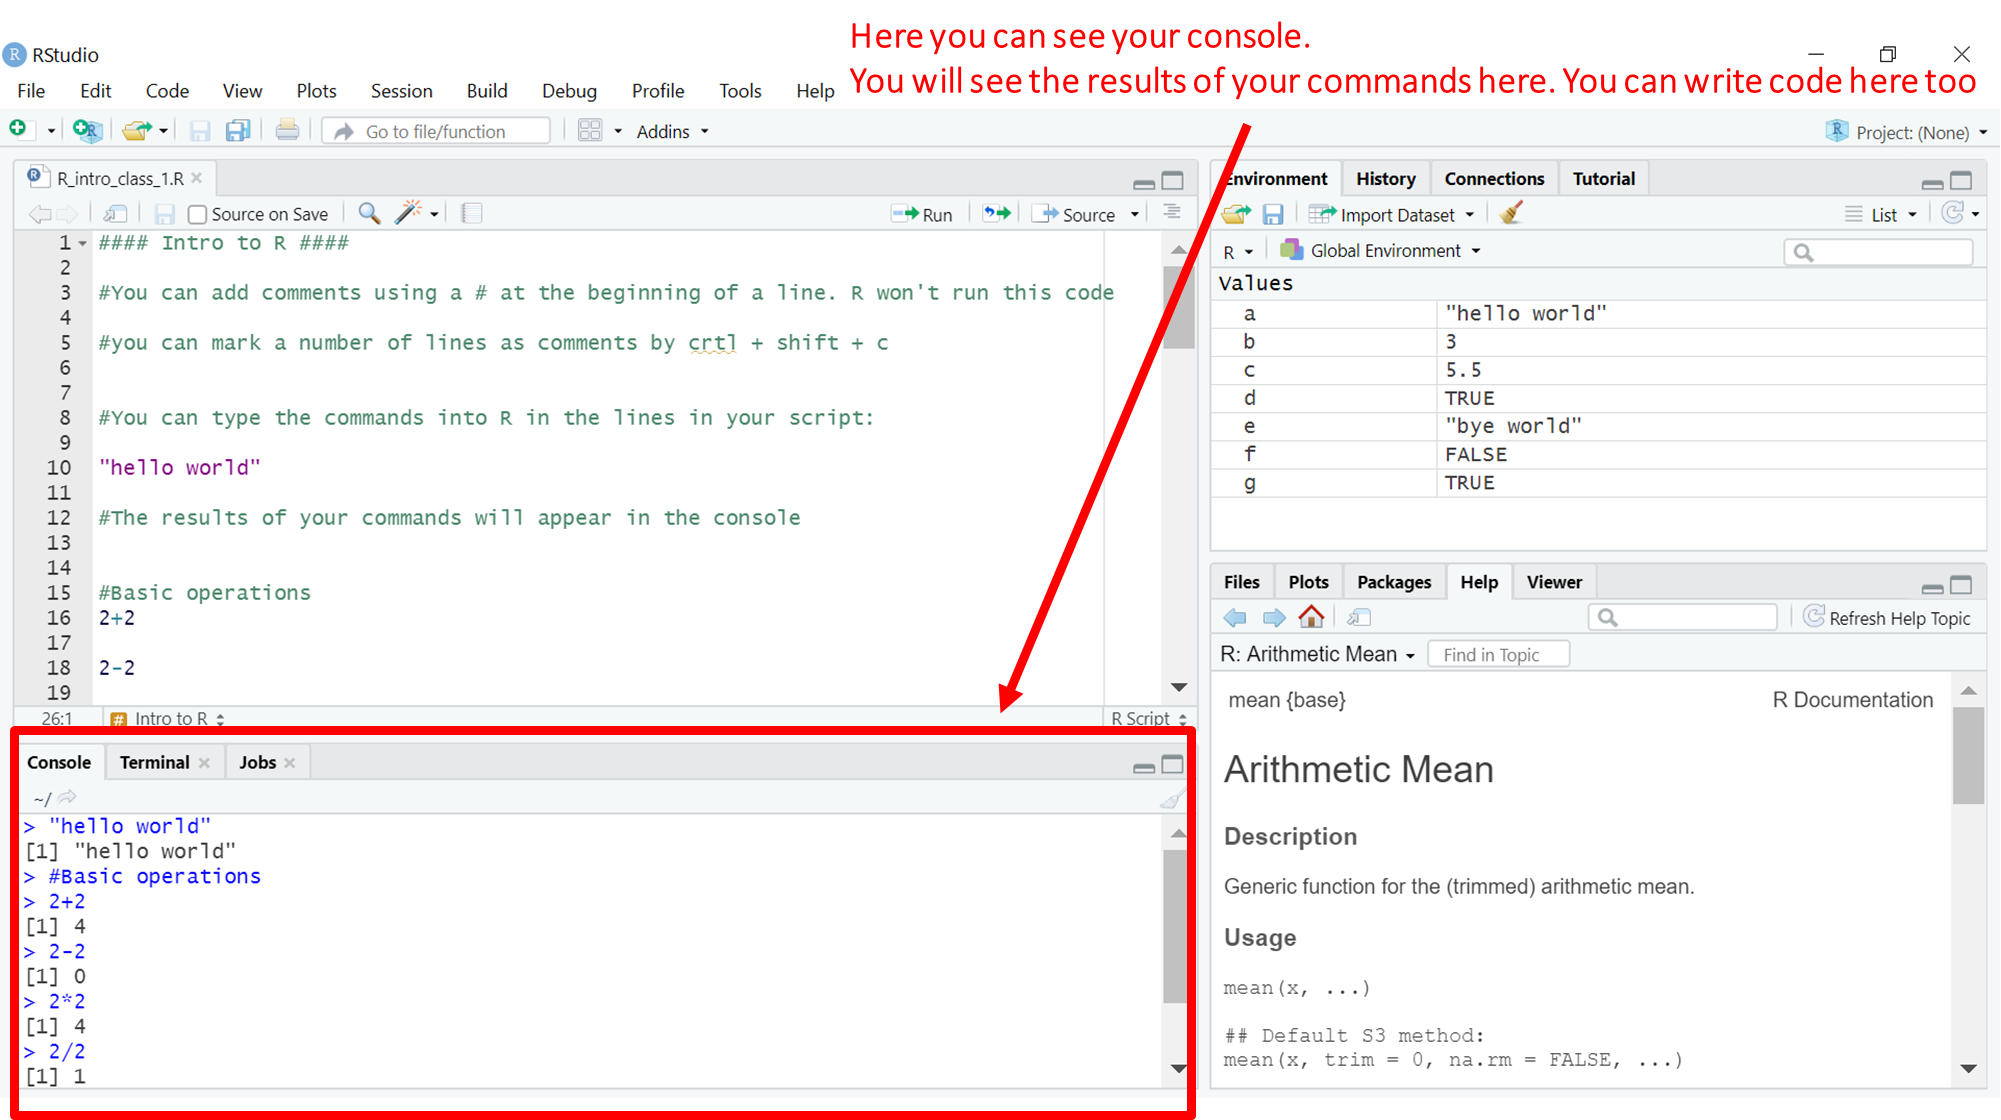 Here you can see your console.
You will see the results of your commands here. You can write code here too
RStudio
File Edit Code View Plots Session Build Debug Profile Tools Help
Go to file/function Addins Project: (None)
R_intro_class_1.R
Source on Save Run Source
1 #### Intro to R ####
2
3 #You can add comments using a # at the beginning of a line. R won't run this code
4
5 #you can mark a number of lines as comments by crtl + shift + c
6
7
8 #You can type the commands into R in the lines in your script:
9
10 "hello world"
11
12 #The results of your commands will appear in the console
13
14
15 #Basic operations
16 2+2
17
18 2-2
19
26:1 # Intro to R R Script
Console Terminal Jobs
~/
> "hello world"
[1] "hello world"
> #Basic operations
> 2+2
[1] 4
> 2-2
[1] 0
> 2*2
[1] 4
> 2/2
[1] 1
Environment History Connections Tutorial
Import Dataset List
R Global Environment
Values
a "hello world"
b 3
c 5.5
d TRUE
e "bye world"
f FALSE
g TRUE
Files Plots Packages Help Viewer
Refresh Help Topic
R: Arithmetic Mean Find in Topic
mean {base} R Documentation
Arithmetic Mean
Description
Generic function for the (trimmed) arithmetic mean.
Usage
mean(x, ...)
## Default S3 method:
mean(x, trim = 0, na.rm = FALSE, ...)